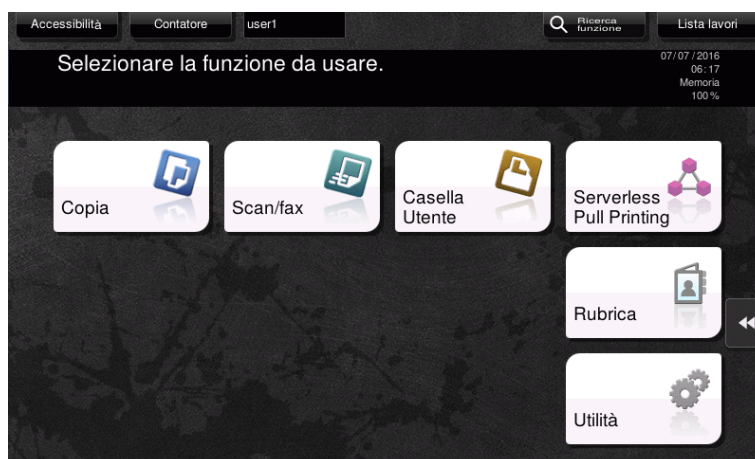 Accessibilità
Contatore
user1
Ricerca
funzione
Lista lavori
Selezionare la funzione da usare.
07/07/2016
06:17
Memoria
100 %
Copia
Scan/fax
Casella
Utente
Serverless
Pull Printing
Rubrica
Utilità